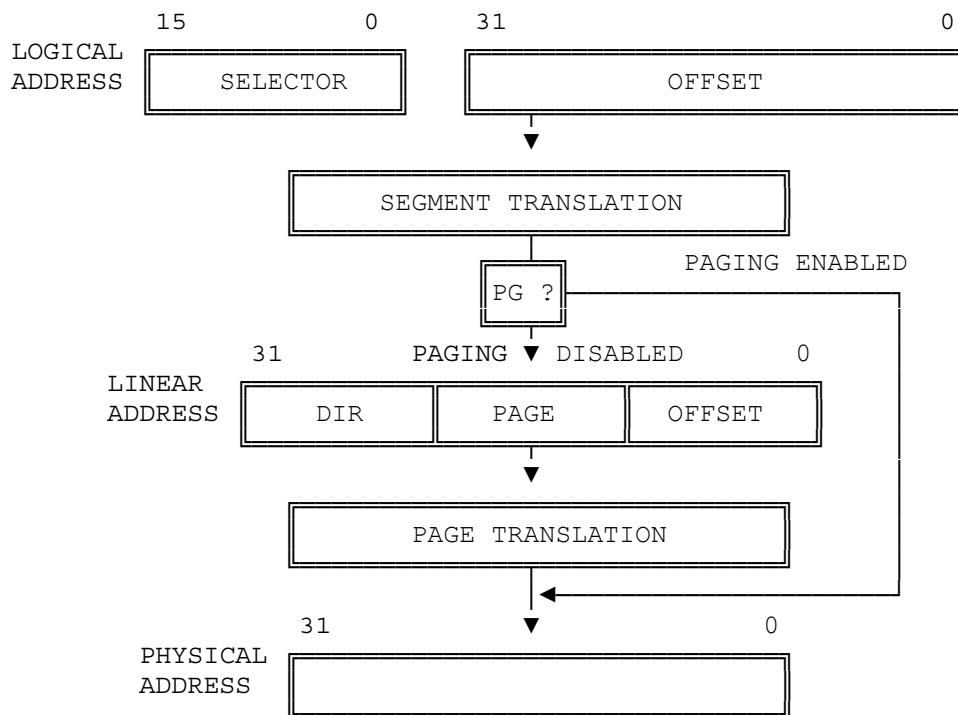 15 0 31 0
LOGICAL
ADDRESS SELECTOR OFFSET
SEGMENT TRANSLATION
PAGING ENABLED
PG ?
31 PAGING DISABLED 0
LINEAR
ADDRESS DIR PAGE OFFSET
PAGE TRANSLATION
31 0
PHYSICAL
ADDRESS